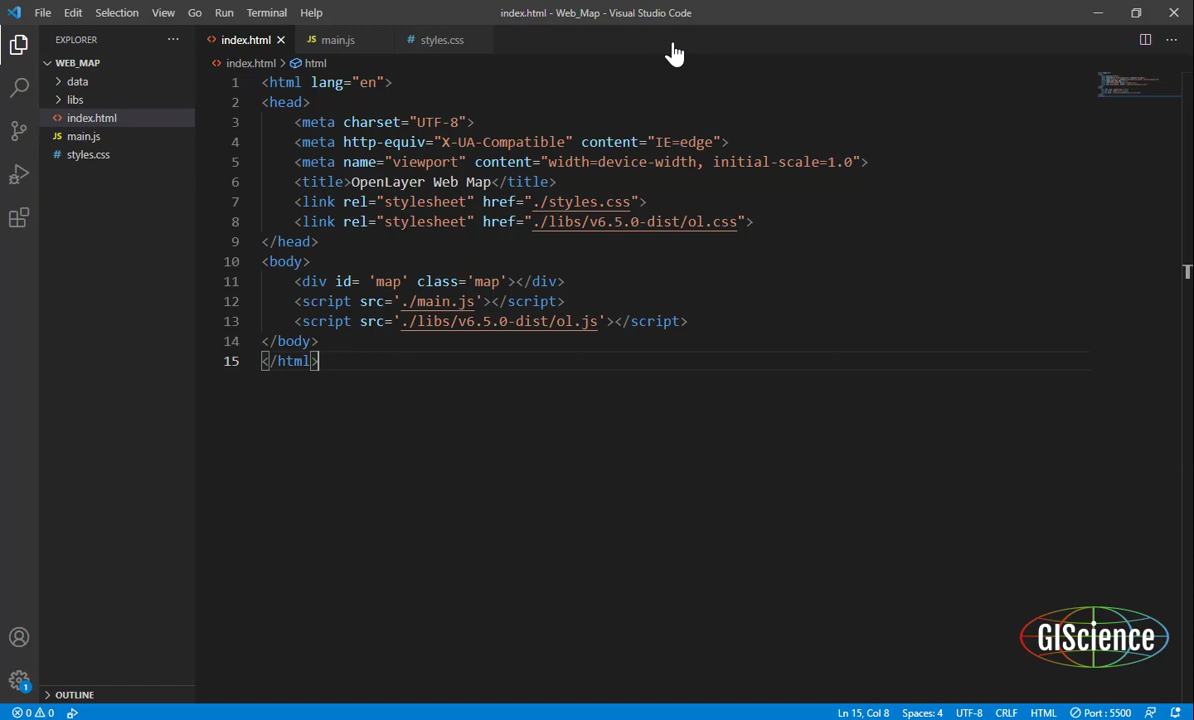 File Edit Selection View Go Run Terminal Help index.html - Web_Map - Visual Studio Code
EXPLORER
index.html main.js styles.css
WEB_MAP
data
libs
index.html
main.js
styles.css
OUTLINE
index.html > html
1 <html lang="en">
2 <head>
3 <meta charset="UTF-8">
4 <meta http-equiv="X-UA-Compatible" content="IE=edge">
5 <meta name="viewport" content="width=device-width, initial-scale=1.0">
6 <title>OpenLayer Web Map</title>
7 <link rel="stylesheet" href="./styles.css">
8 <link rel="stylesheet" href="./libs/v6.5.0-dist/ol.css">
9 </head>
10 <body>
11 <div id= 'map' class='map'></div>
12 <script src='./main.js'></script>
13 <script src='./libs/v6.5.0-dist/ol.js'></script>
14 </body>
15 </html>
GIScience
1
0 0 Ln 15, Col 8 Spaces: 4 UTF-8 CRLF HTML Port : 5500